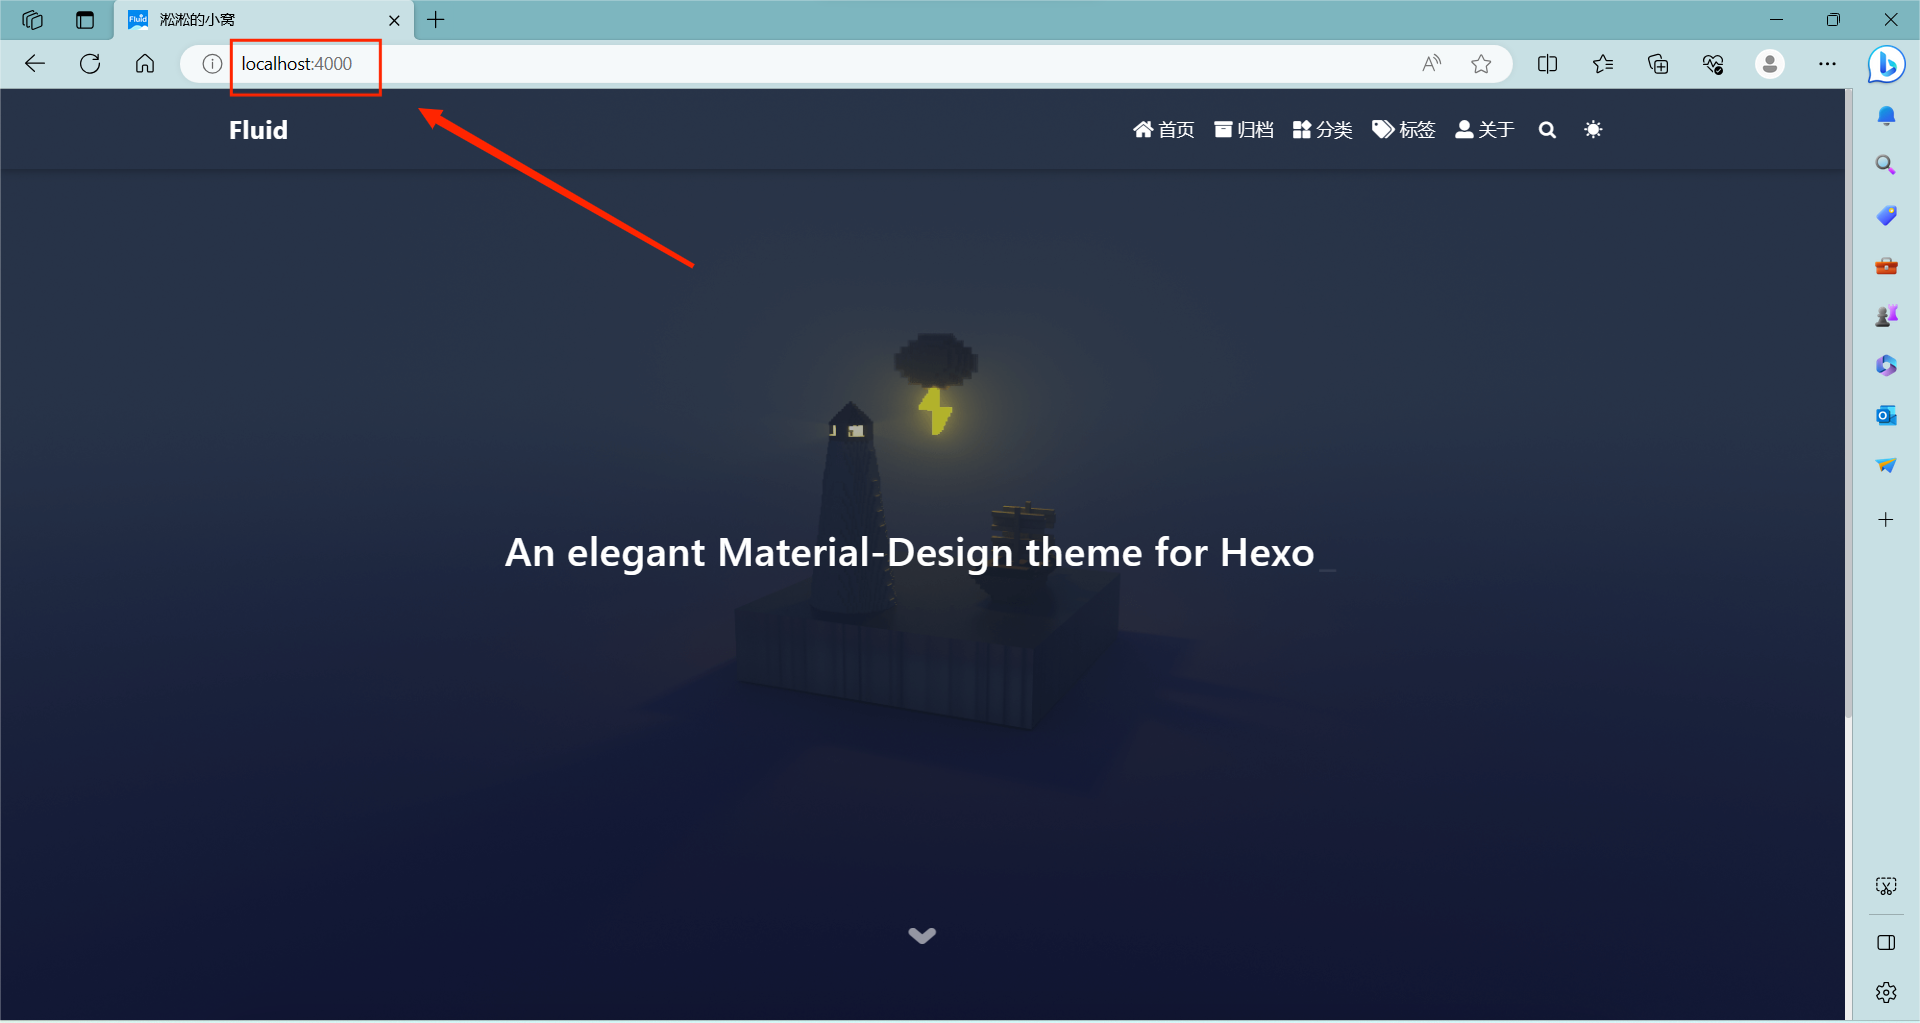 Fluid 淞淞的小窝
localhost:4000
Fluid 首页 归档 分类 标签 关于
An elegant Material-Design theme for Hexo_